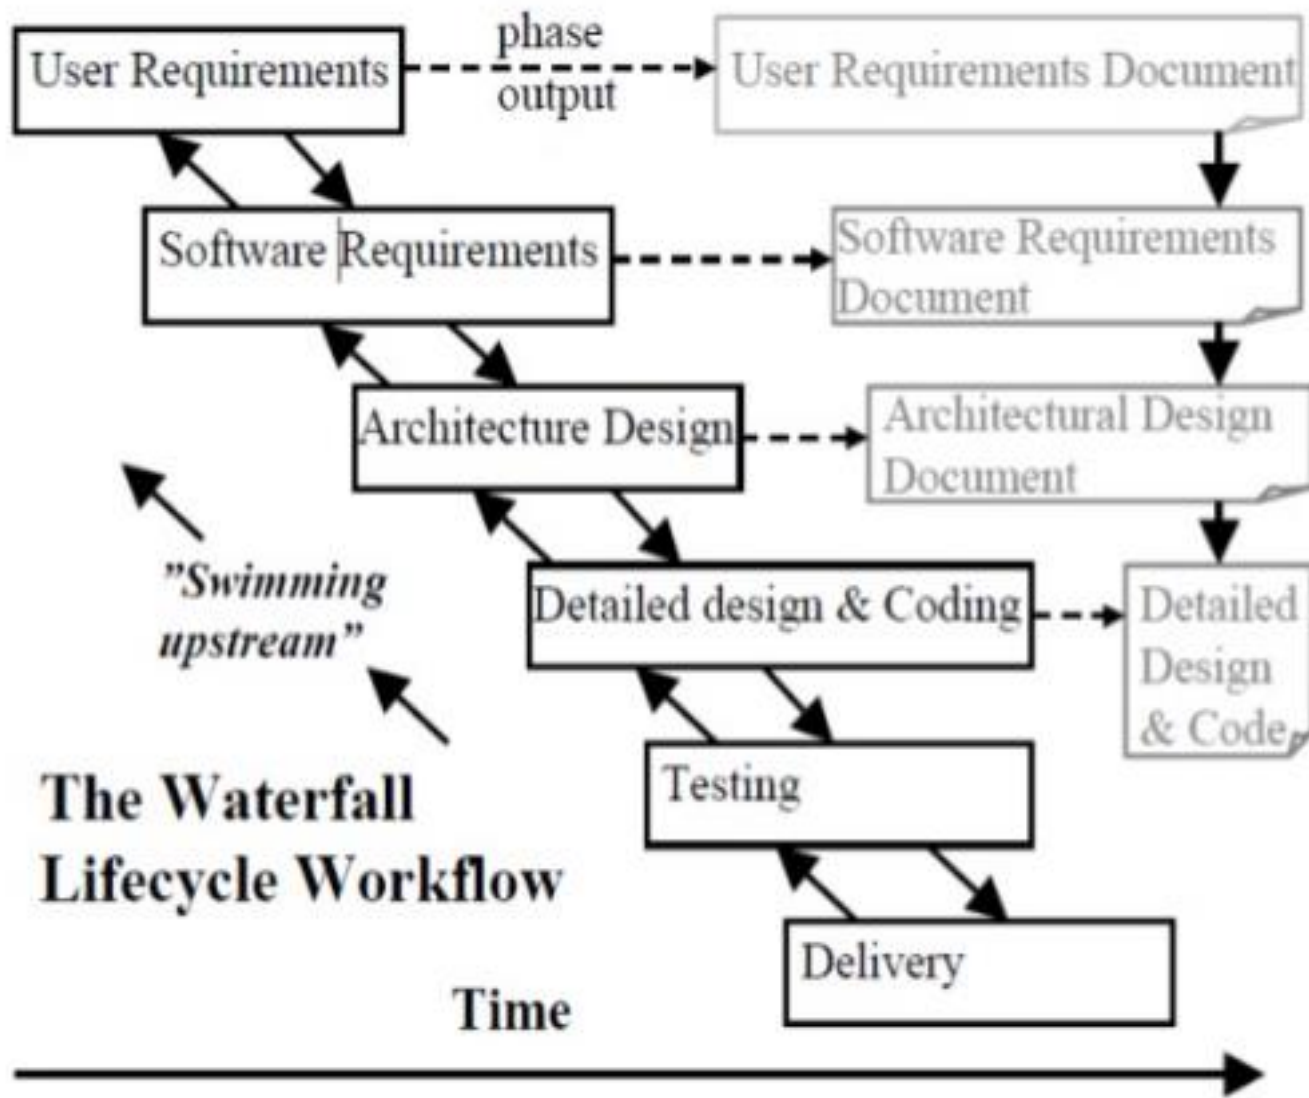 User Requirements
phase
output
User Requirements Document
Software Requirements
Software Requirements
Document
Architecture Design
Architectural Design
Document
"Swimming
upstream"
Detailed design & Coding
Detailed
Design
& Code
Testing
The Waterfall
Lifecycle Workflow
Delivery
Time